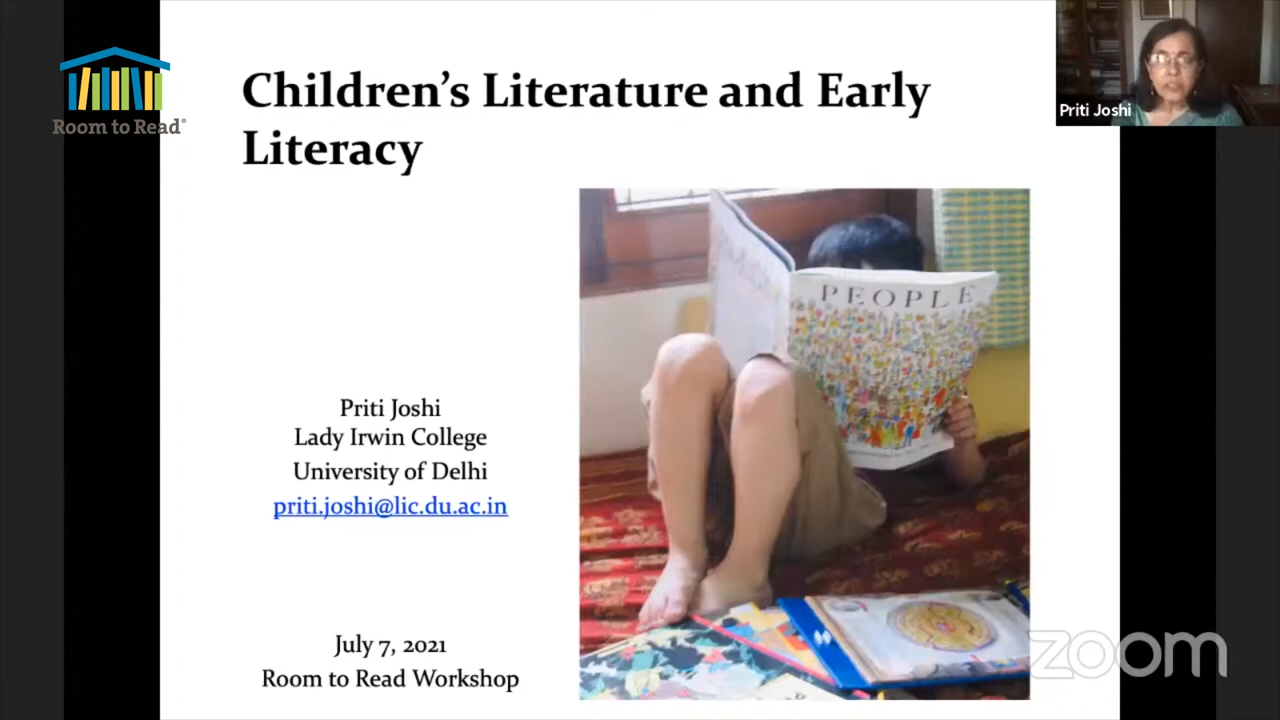 Room to Read®
Children's Literature and Early
Literacy
Priti Joshi
PEOPLE
Priti Joshi
Lady Irwin College
University of Delhi
priti.joshi@lic.du.ac.in
July 7, 2021
Room to Read Workshop
zoom